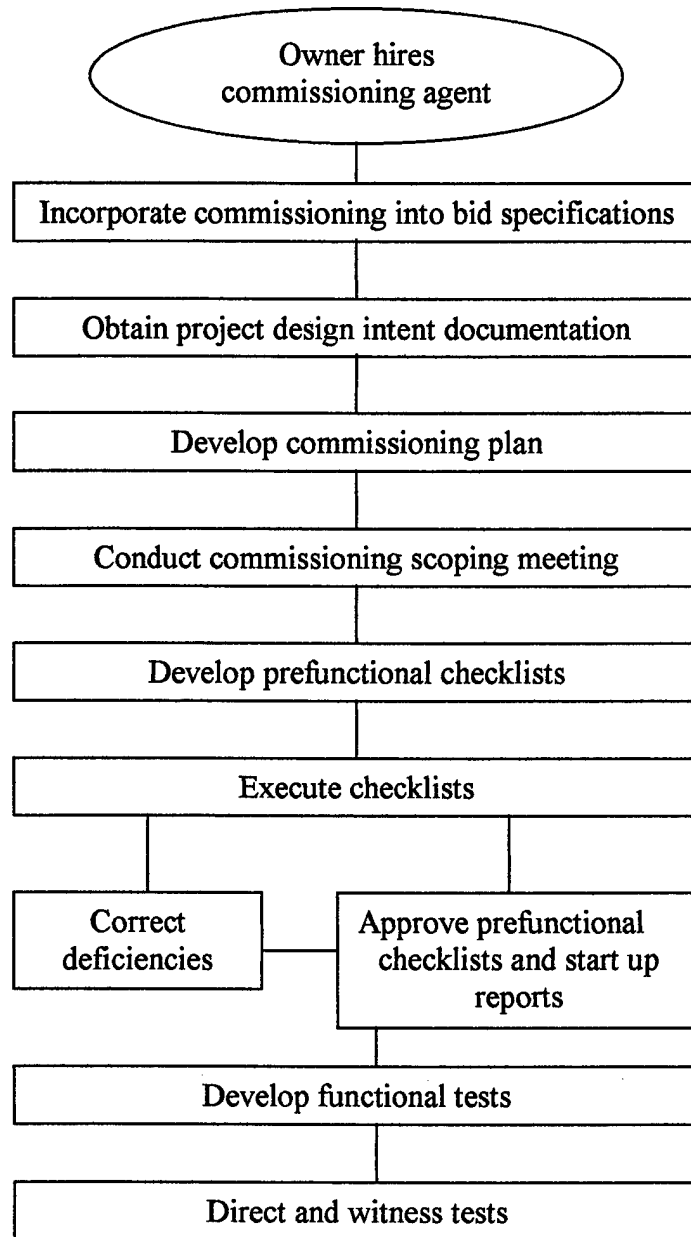 Owner hires
commissioning agent
Incorporate commissioning into bid specifications
Obtain project design intent documentation
Develop commissioning plan
Conduct commissioning scoping meeting
Develop prefunctional checklists
Execute checklists
Correct
deficiencies
Approve prefunctional
checklists and start up
reports
Develop functional tests
Direct and witness tests